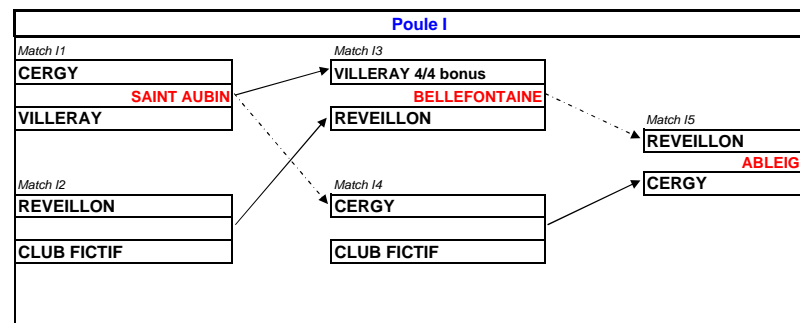 Poule I
Match I1
CERGY
SAINT AUBIN
VILLERAY
Match I2
REVEILLON
CLUB FICTIF
Match I3
VILLERAY 4/4 bonus
BELLEFONTAINE
REVEILLON
Match I4
CERGY
CLUB FICTIF
Match I5
REVEILLON
ABLEIG
CERGY